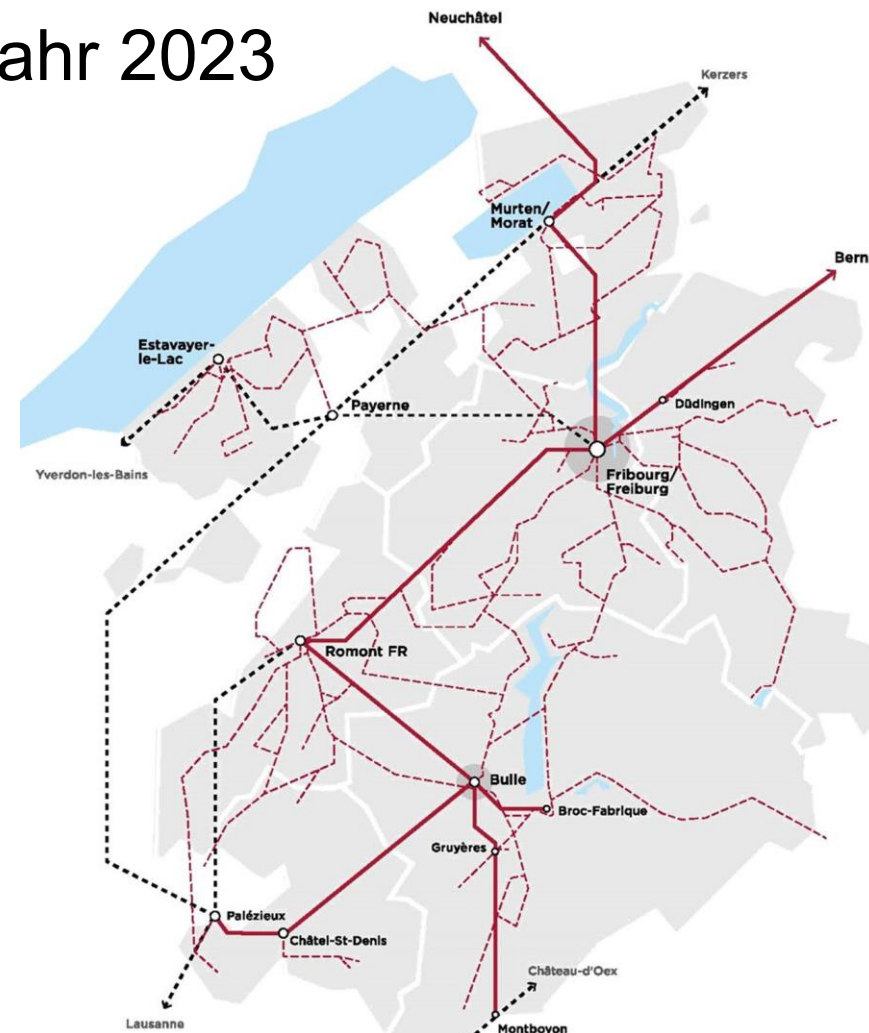 ahr 2023
Neuchâtel
Kerzers
Murten/
Morat
Bern
Estavayer-
le-Lac
Payerne
Düdingen
Yverdon-les-Bains
Fribourg/
Freiburg
Romont FR
Bulle
Broc-Fabrique
Gruyères
Palézieux
Châtel-St-Denis
Château-d'Oex
Lausanne
Montbovon